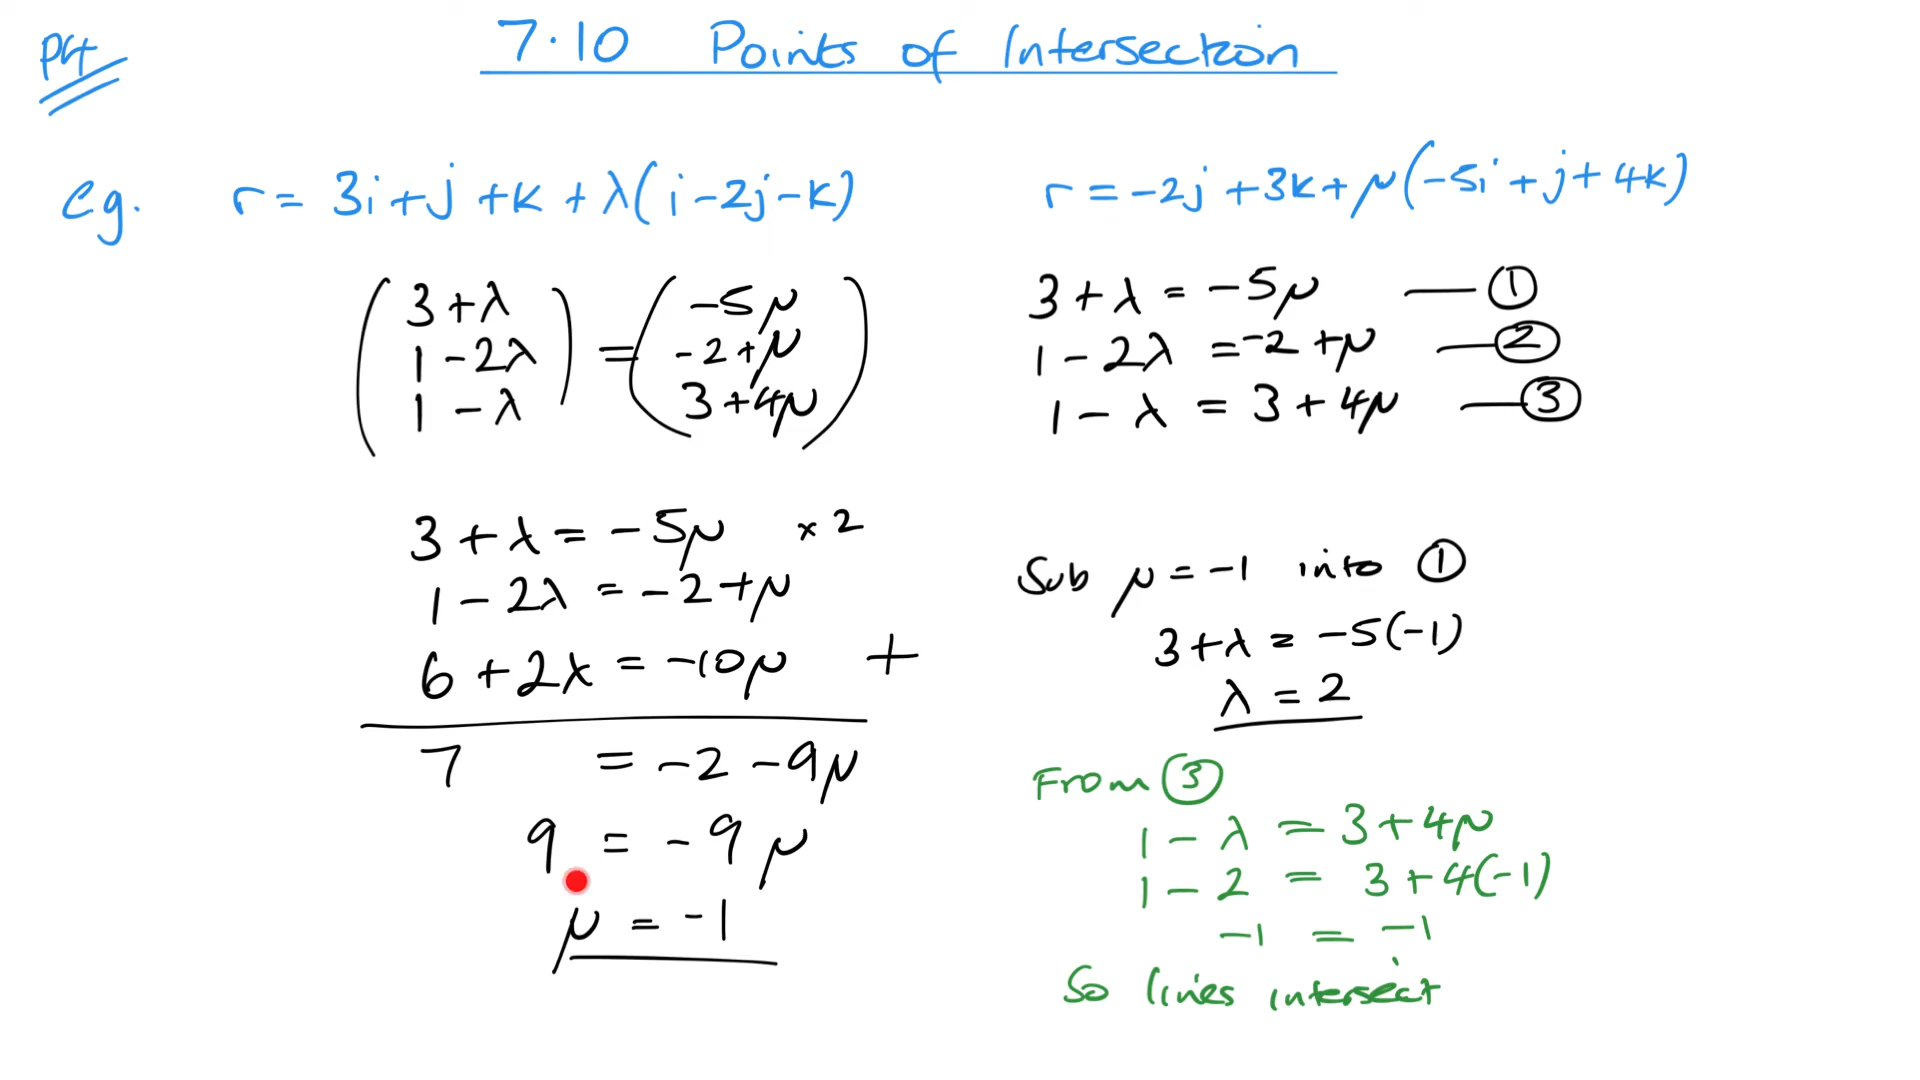 PH
7.10 Points of Intersection
eg. r = 3i + j + k + λ(i - 2j - k)
r = -2j + 3k + μ(-5i + j + 4k)
( 3 + λ ) = ( -5μ )
1 - 2λ -2 + μ
1 - λ 3 + 4μ
3 + λ = -5μ — ①
1 - 2λ = -2 + μ — ②
1 - λ = 3 + 4μ — ③
3 + λ = -5μ × 2
1 - 2λ = -2 + μ
6 + 2λ = -10μ +
7 = -2 - 9μ
9 = -9μ
μ = -1
Sub μ = -1 into ①
3 + λ = -5(-1)
λ = 2
From ③
1 - λ = 3 + 4μ
1 - 2 = 3 + 4(-1)
-1 = -1
So lines intersect